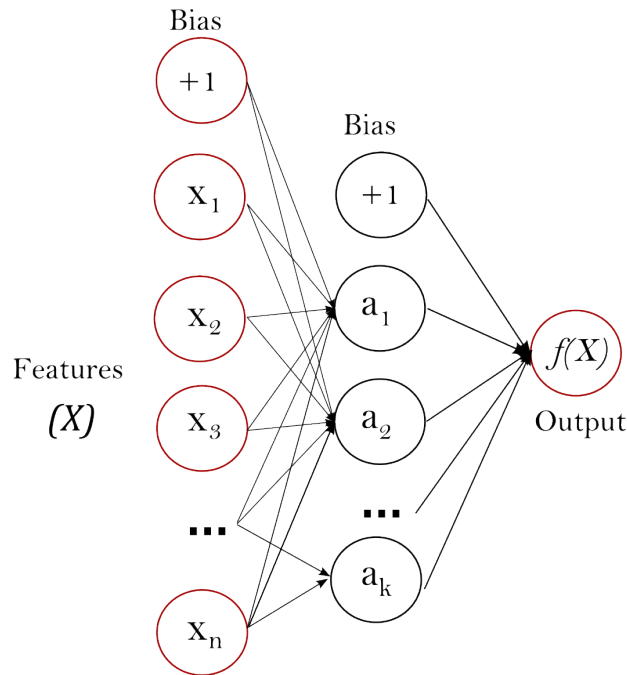 Bias
+1
x₁
x₂
x₃
...
xₙ
Features
(X)
Bias
+1
a₁
a₂
...
aₖ
f(X)
Output